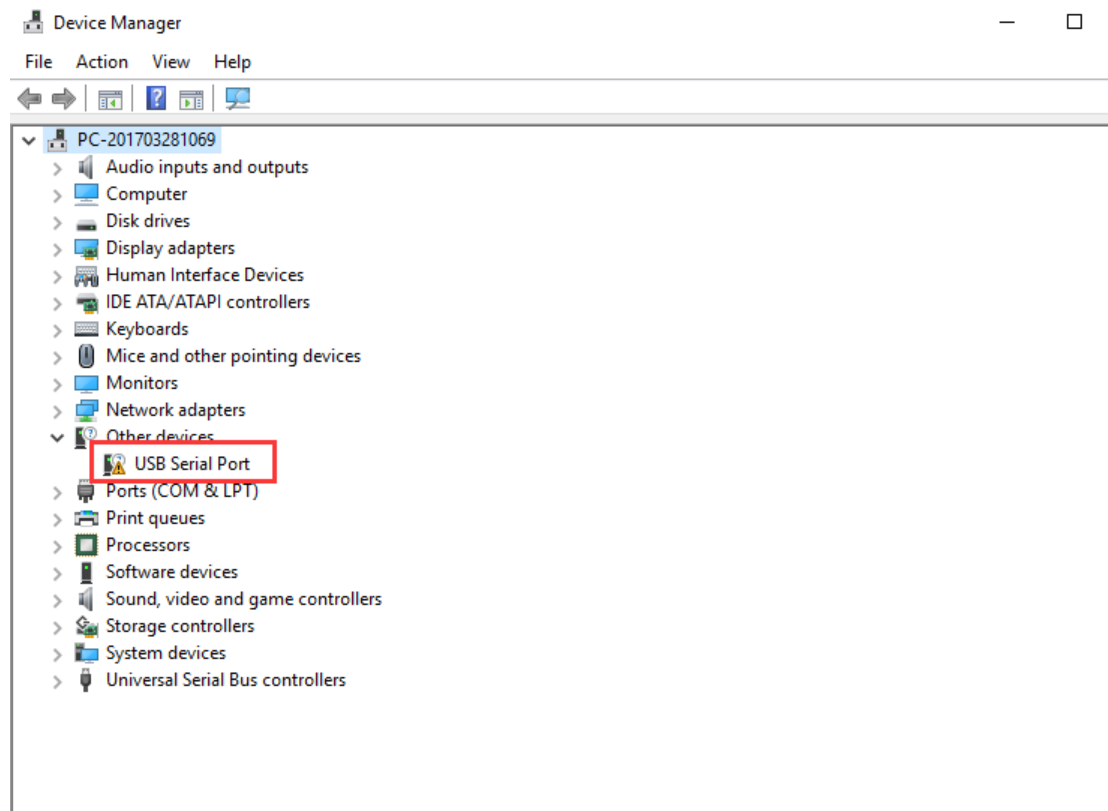 Device Manager
File Action View Help
PC-201703281069
Audio inputs and outputs
Computer
Disk drives
Display adapters
Human Interface Devices
IDE ATA/ATAPI controllers
Keyboards
Mice and other pointing devices
Monitors
Network adapters
Other devices
USB Serial Port
Ports (COM & LPT)
Print queues
Processors
Software devices
Sound, video and game controllers
Storage controllers
System devices
Universal Serial Bus controllers